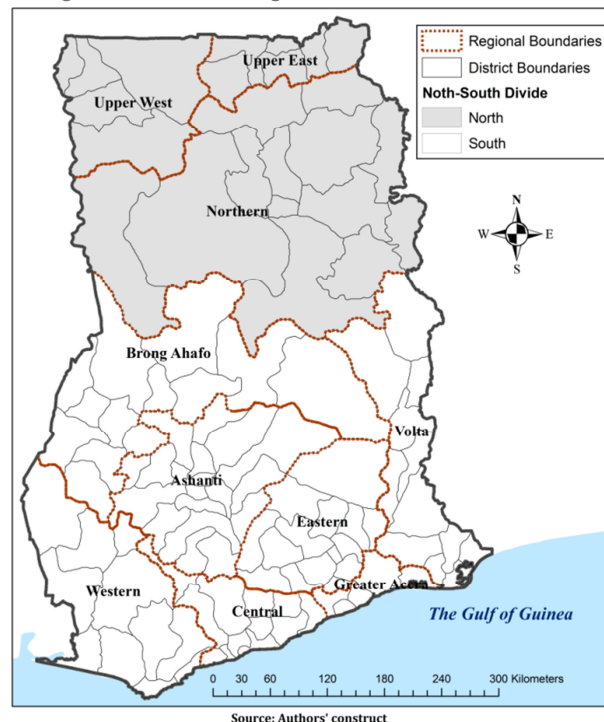 Regional Boundaries
District Boundaries
Noth-South Divide
North
South
Upper East
Upper West
Northern
N
W
E
S
Brong Ahafo
Volta
Ashanti
Eastern
Western
Greater Accra
Central
The Gulf of Guinea
0 30 60 120 180 240 300 Kilometers
Source: Authors' construct